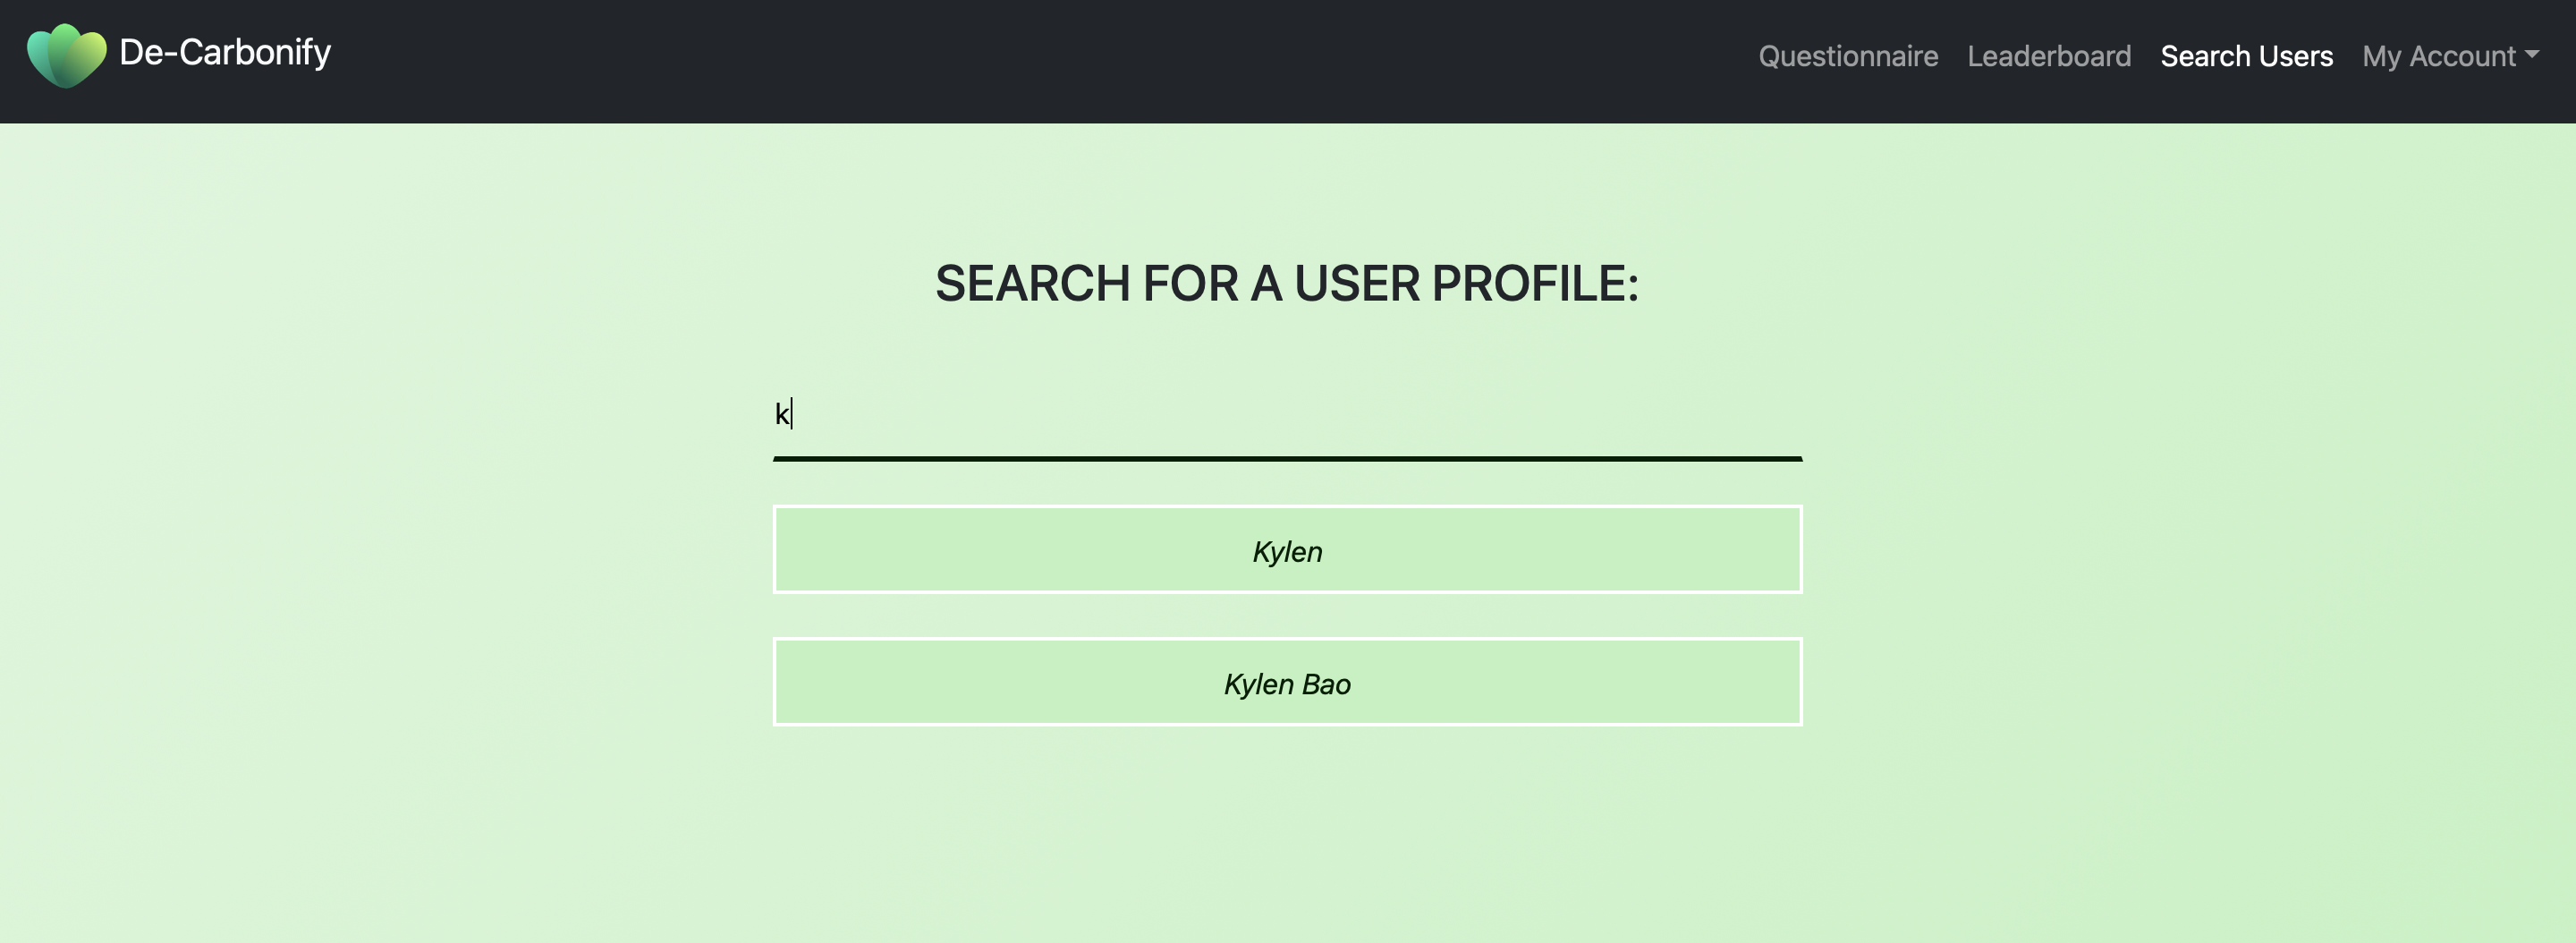 De-Carbonify
Questionnaire Leaderboard Search Users My Account
SEARCH FOR A USER PROFILE:
k
Kylen
Kylen Bao